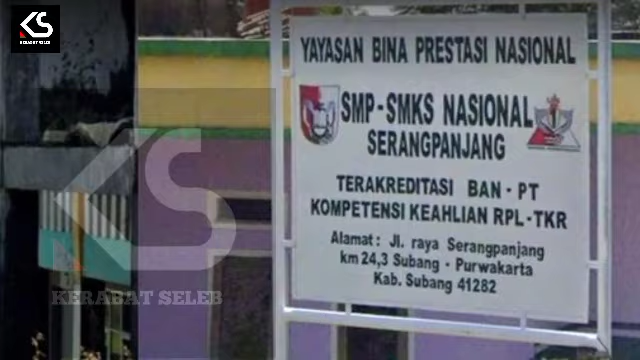 KS
KERABAT SELEB
YAYASAN BINA PRESTASI NASIONAL
SMP-SMKS NASIONAL
SERANGPANJANG
TERAKREDITASI BAN - PT
KOMPETENSI KEAHLIAN RPL-TKR
Alamat : Jl. raya Serangpanjang
km 24,3 Subang - Purwakarta
Kab. Subang 41282
KS
KERABAT SELEB